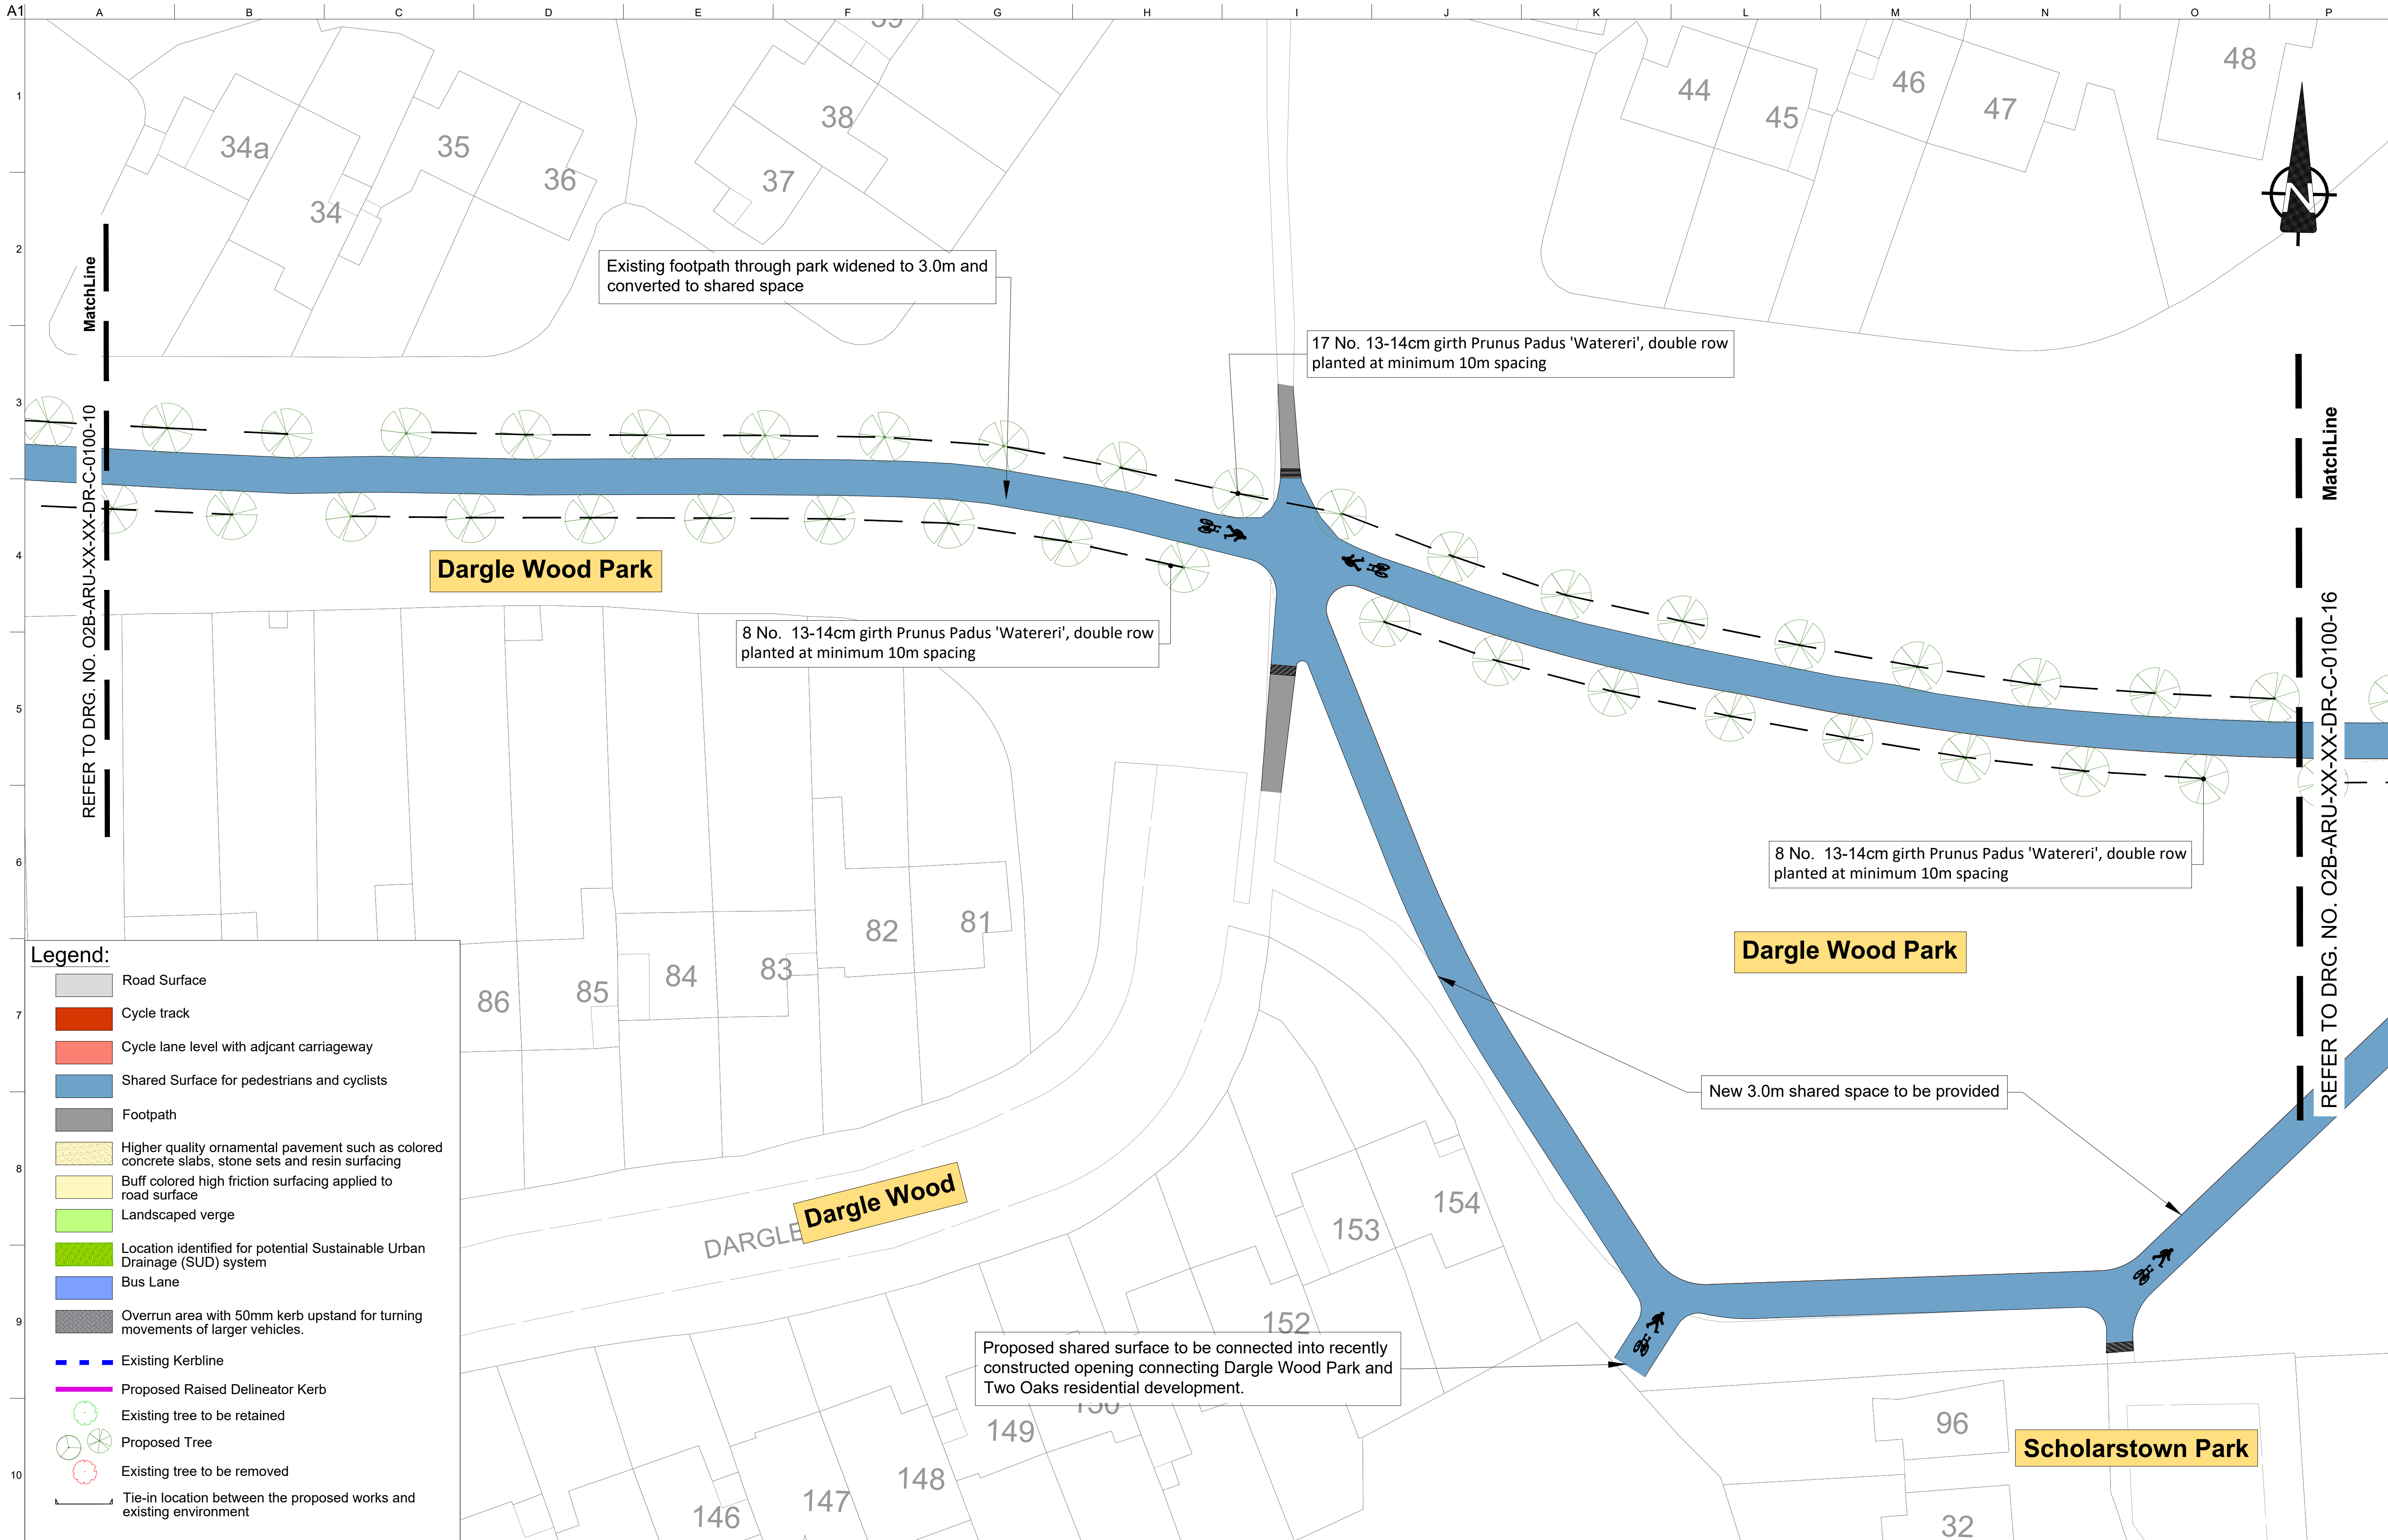 A1
A
B
C
D
E
F
G
H
I
J
K
L
M
N
O
P
1
2
3
4
5
6
7
8
9
10
34a
34
35
36
37
38
39
44
45
46
47
48
N
MatchLine
REFER TO DRG. NO. O2B-ARU-XX-XX-DR-C-0100-10
Existing footpath through park widened to 3.0m and
converted to shared space
17 No. 13-14cm girth Prunus Padus 'Watereri', double row
planted at minimum 10m spacing
MatchLine
REFER TO DRG. NO. O2B-ARU-XX-XX-DR-C-0100-16
Dargle Wood Park
8 No.  13-14cm girth Prunus Padus 'Watereri', double row
planted at minimum 10m spacing
8 No.  13-14cm girth Prunus Padus 'Watereri', double row
planted at minimum 10m spacing
Dargle Wood Park
82
81
84
83
86
85
New 3.0m shared space to be provided
DARGLE
Dargle Wood
154
153
152
Proposed shared surface to be connected into recently
constructed opening connecting Dargle Wood Park and
Two Oaks residential development.
150
149
148
147
146
96
Scholarstown Park
32
Legend:
Road Surface
Cycle track
Cycle lane level with adjcant carriageway
Shared Surface for pedestrians and cyclists
Footpath
Higher quality ornamental pavement such as colored
concrete slabs, stone sets and resin surfacing
Buff colored high friction surfacing applied to
road surface
Landscaped verge
Location identified for potential Sustainable Urban
Drainage (SUD) system
Bus Lane
Overrun area with 50mm kerb upstand for turning
movements of larger vehicles.
Existing Kerbline
Proposed Raised Delineator Kerb
Existing tree to be retained
Proposed Tree
Existing tree to be removed
Tie-in location between the proposed works and
existing environment